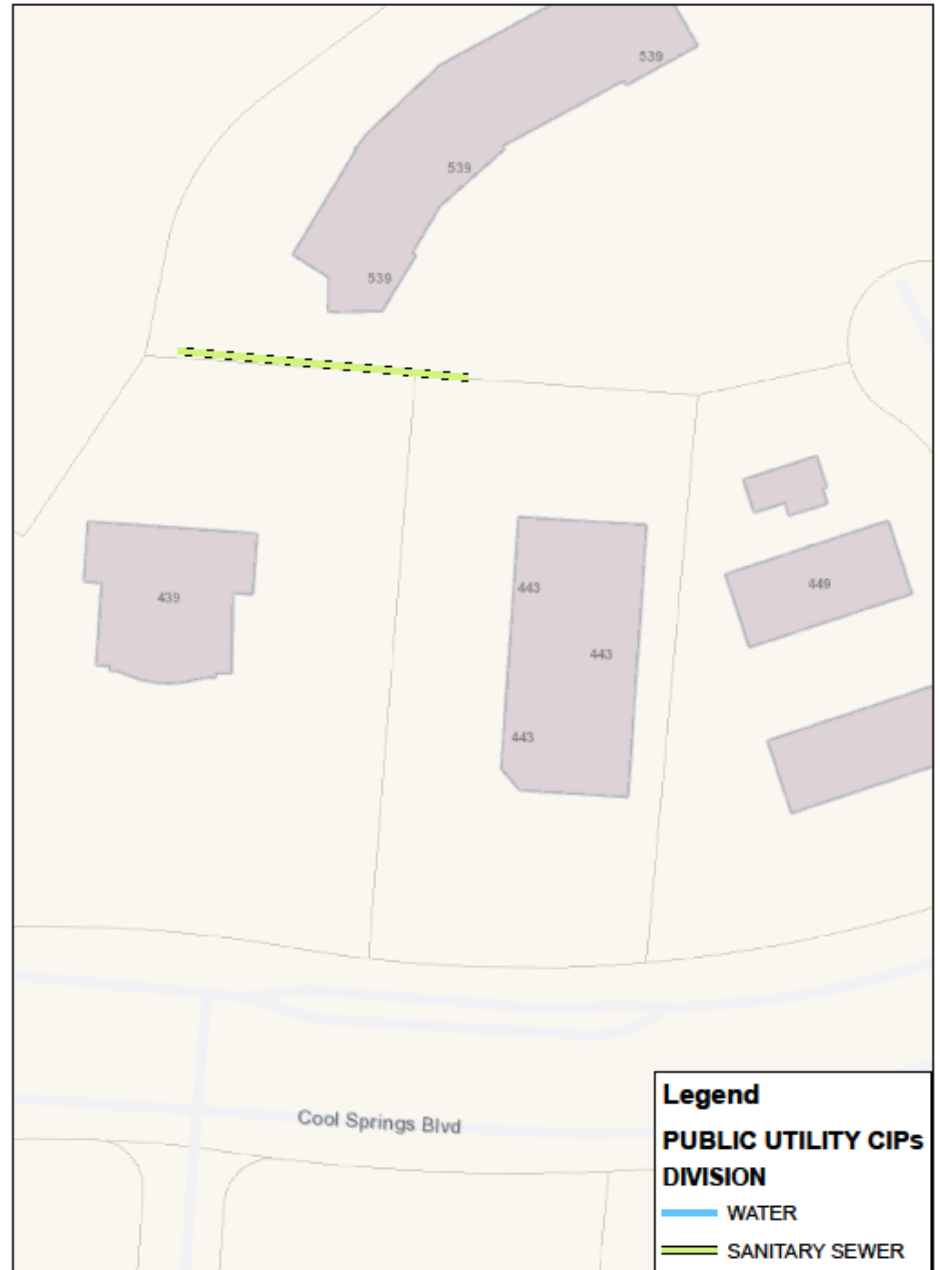 539
539
539
439
443
449
443
443
Cool Springs Blvd
Legend
PUBLIC UTILITY CIPs
DIVISION
WATER
SANITARY SEWER